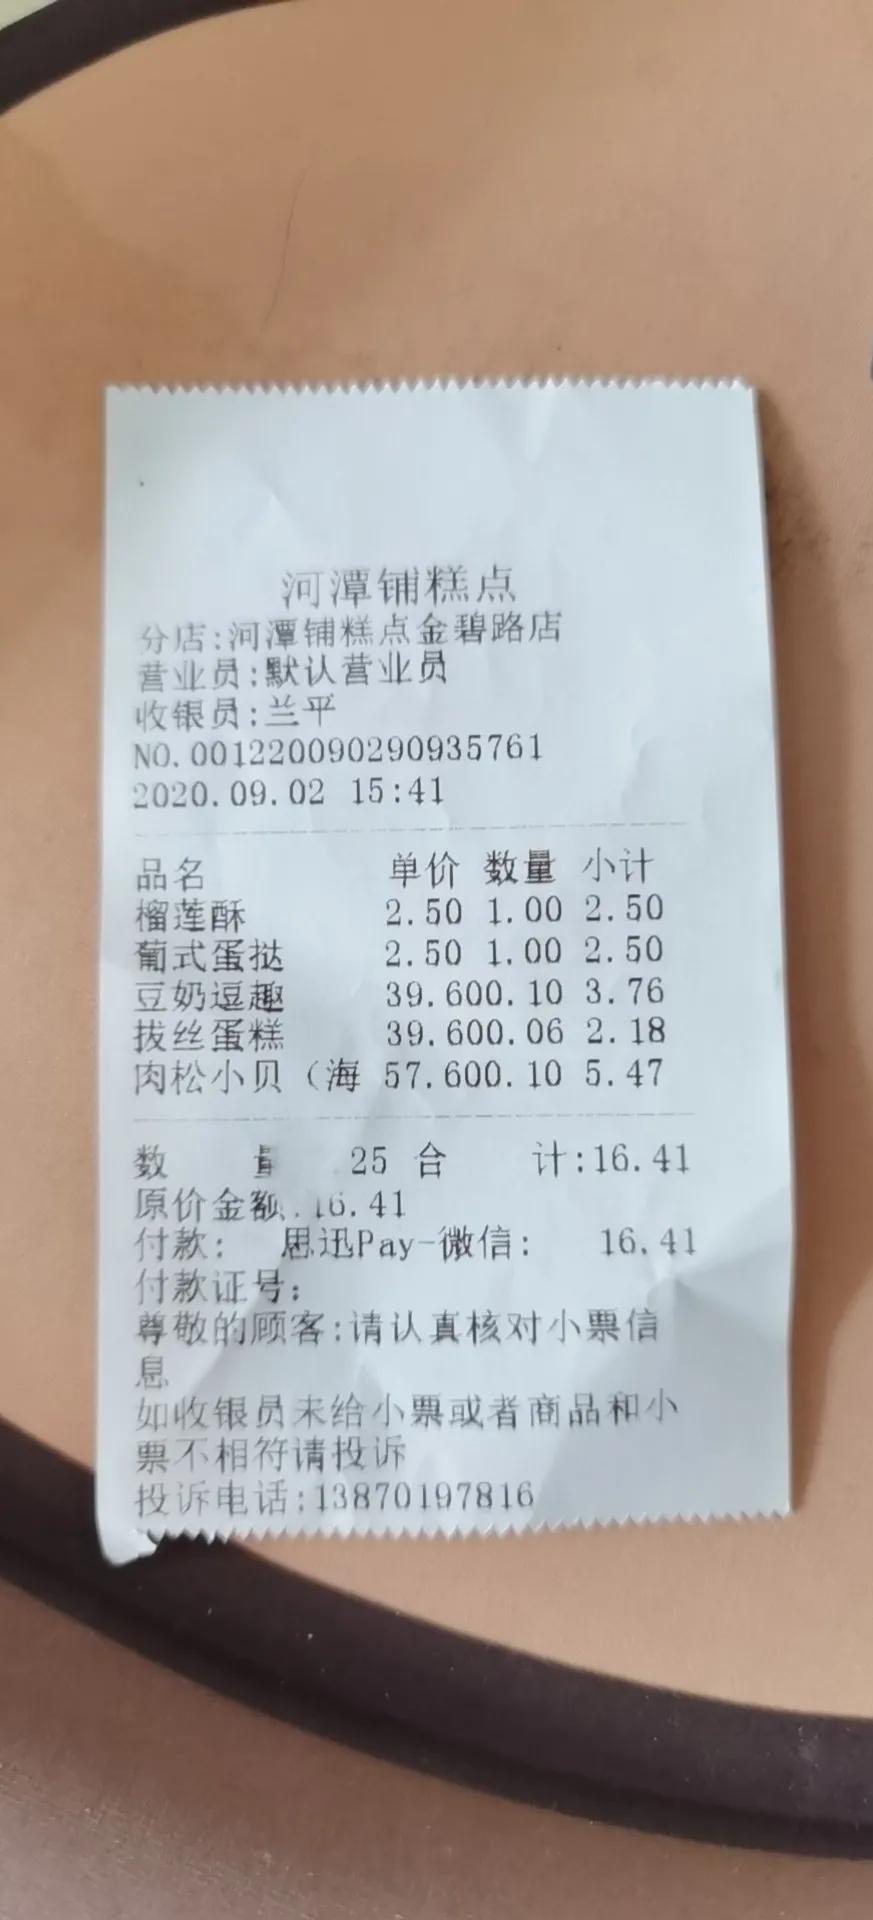 河潭铺糕点
分店:河潭铺糕点金碧路店
营业员:默认营业员
收银员:兰平
NO.001220090290935761
2020.09.02 15:41
品名 单价 数量 小计
榴莲酥 2.50 1.00 2.50
葡式蛋挞 2.50 1.00 2.50
豆奶逗趣 39.600.10 3.76
拔丝蛋糕 39.600.06 2.18
肉松小贝（海 57.600.10 5.47
数 量 25 合 计:16.41
原价金额 16.41
付款: 思迅Pay-微信: 16.41
付款证号:
尊敬的顾客:请认真核对小票信
息
如收银员未给小票或者商品和小
票不相符请投诉
投诉电话:13870197816